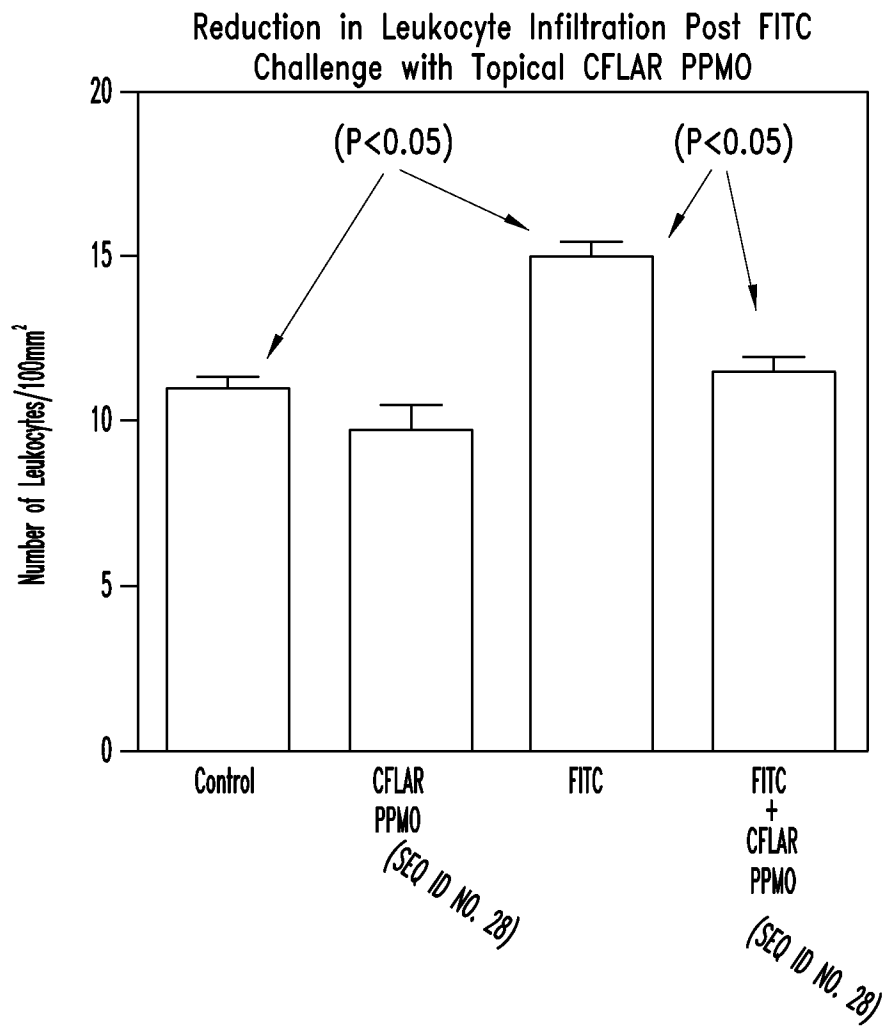 Reduction in Leukocyte Infiltration Post FITC
Challenge with Topical CFLAR PPMO
20
15
10
5
0
Number of Leukocytes/100mm²
(P<0.05)
(P<0.05)
Control
CFLAR
PPMO
(SEQ ID NO. 28)
FITC
FITC
+
CFLAR
PPMO
(SEQ ID NO. 28)